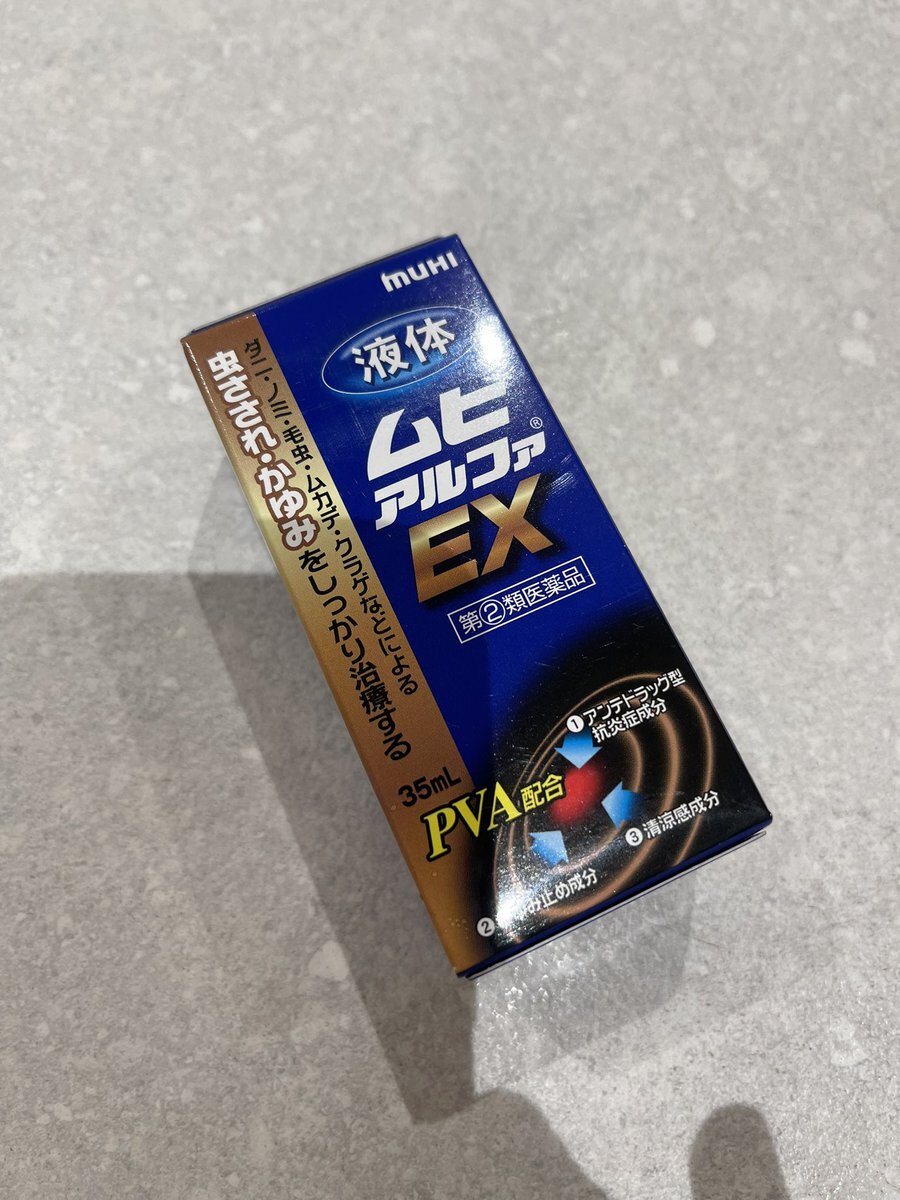 MUHI
液体
ムヒ
アルファ®
EX
第②類医薬品
ダニ・ノミ・毛虫・ムカデ・クラゲなどによる
虫さされ・かゆみをしっかり治療する
35mL
PVA配合
①アンテドラッグ型
抗炎症成分
②み止め成分
③清涼感成分